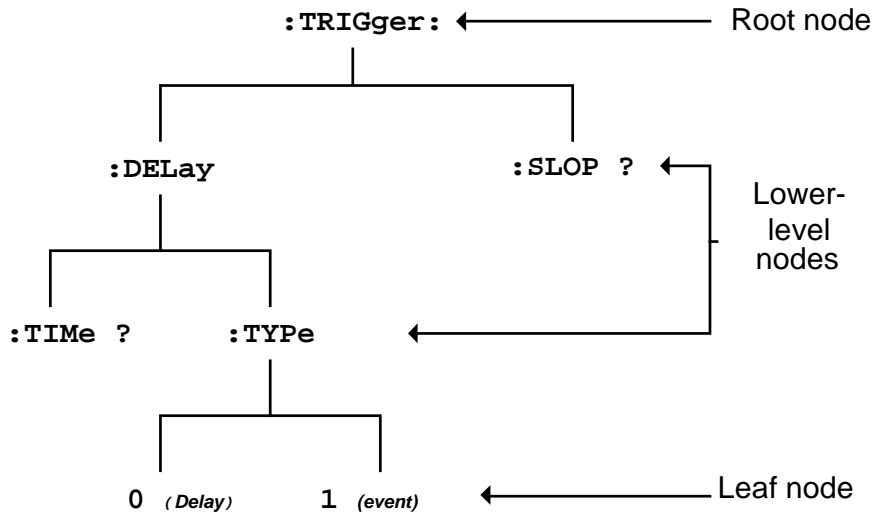 :TRIGger:
Root node
:DELay
:SLOP ?
Lower-
level
nodes
:TIMe ?
:TYPe
0 (Delay)
1 (event)
Leaf node